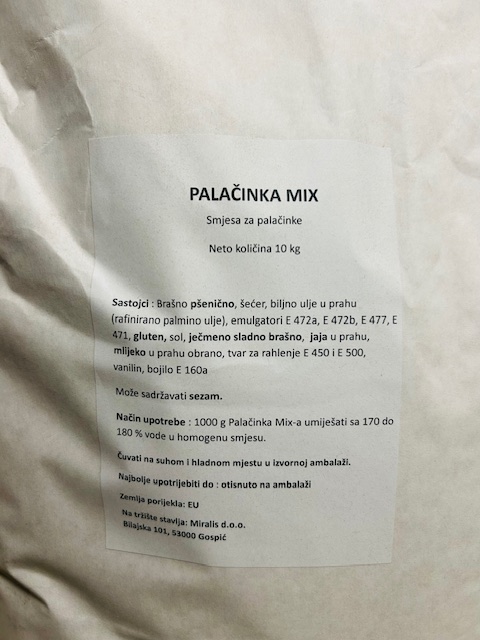 PALAČINKA MIX
Smjesa za palačinke
Neto količina 10 kg
Sastojci : Brašno pšenično, šećer, biljno ulje u prahu
(rafinirano palmino ulje), emulgatori E 472a, E 472b, E 477, E
471, gluten, sol, ječmeno sladno brašno, jaja u prahu,
mlijeko u prahu obrano, tvar za rahlenje E 450 i E 500,
vanilin, bojilo E 160a
Može sadržavati sezam.
Način upotrebe : 1000 g Palačinka Mix-a umiješati sa 170 do
180 % vode u homogenu smjesu.
Čuvati na suhom i hladnom mjestu u izvornoj ambalaži.
Najbolje upotrijebiti do : otisnuto na ambalaži
Zemlja porijekla: EU
Na tržište stavlja: Miralis d.o.o.
Bilajska 101, 53000 Gospić